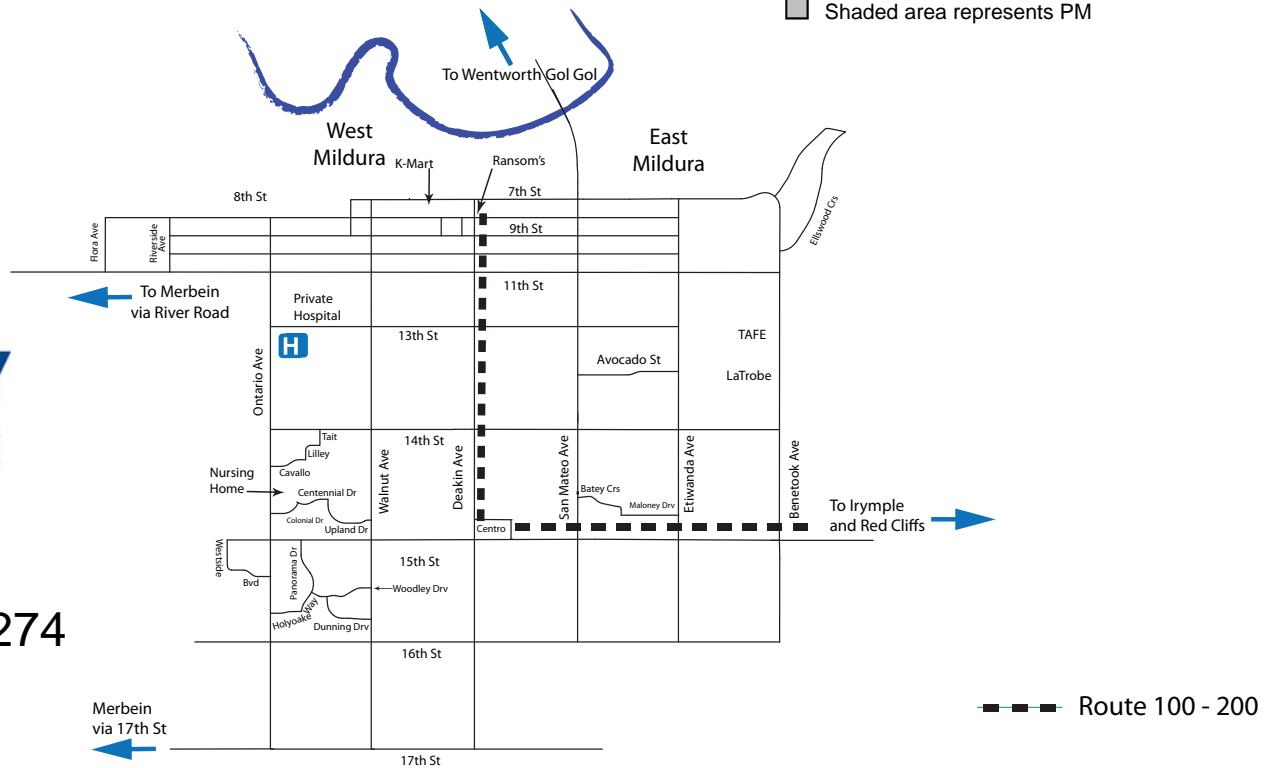 Shaded area represents PM
To Wentworth Gol Gol
West
Mildura
East
Mildura
K-Mart
Ransom's
8th St
7th St
9th St
Flora Ave
Riverside
Ave
Ellswood Crs
11th St
To Merbein
via River Road
Private
Hospital
H
13th St
TAFE
Avocado St
LaTrobe
Ontario Ave
Tait
14th St
Lilley
Cavallo
Nursing
Home
Centennial Dr
Colonial Dr
Upland Dr
Walnut Ave
Deakin Ave
San Mateo Ave
Batey Crs
Maloney Drv
Etiwanda Ave
Benetook Ave
Centro
To Irymple
and Red Cliffs
Westside
Bvd
Panorama Dr
15th St
Woodley Drv
Holyoake Way
Dunning Drv
274
16th St
Merbein
via 17th St
Route 100 - 200
17th St